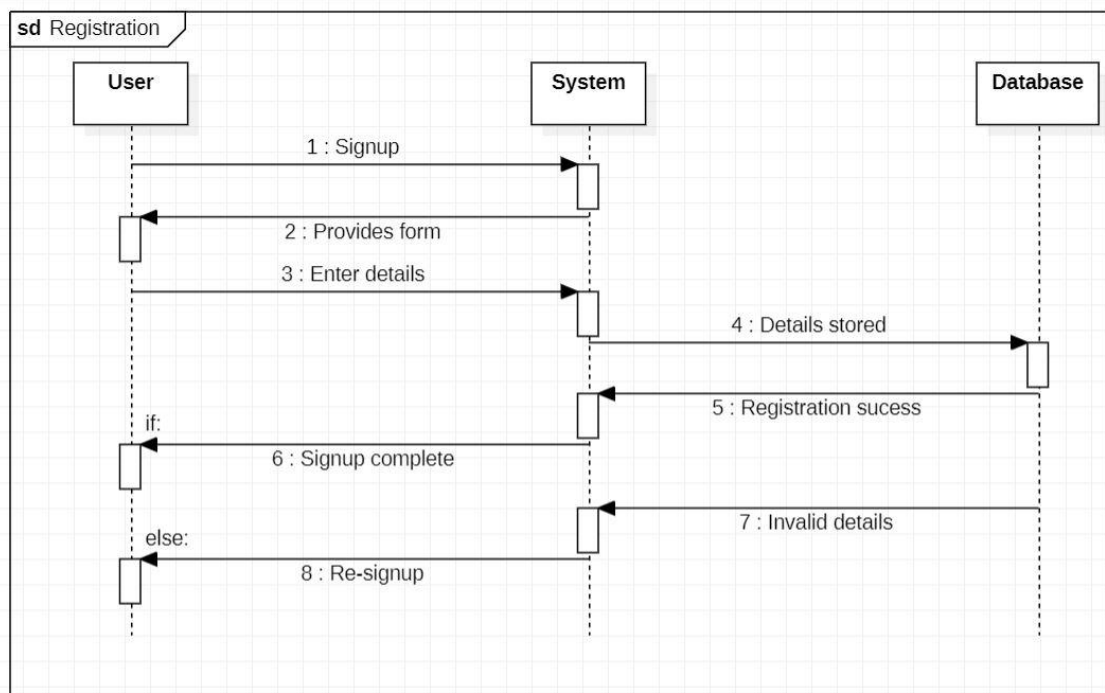 sd Registration
User
System
Database
1 : Signup
2 : Provides form
3 : Enter details
4 : Details stored
5 : Registration sucess
if:
6 : Signup complete
7 : Invalid details
else:
8 : Re-signup